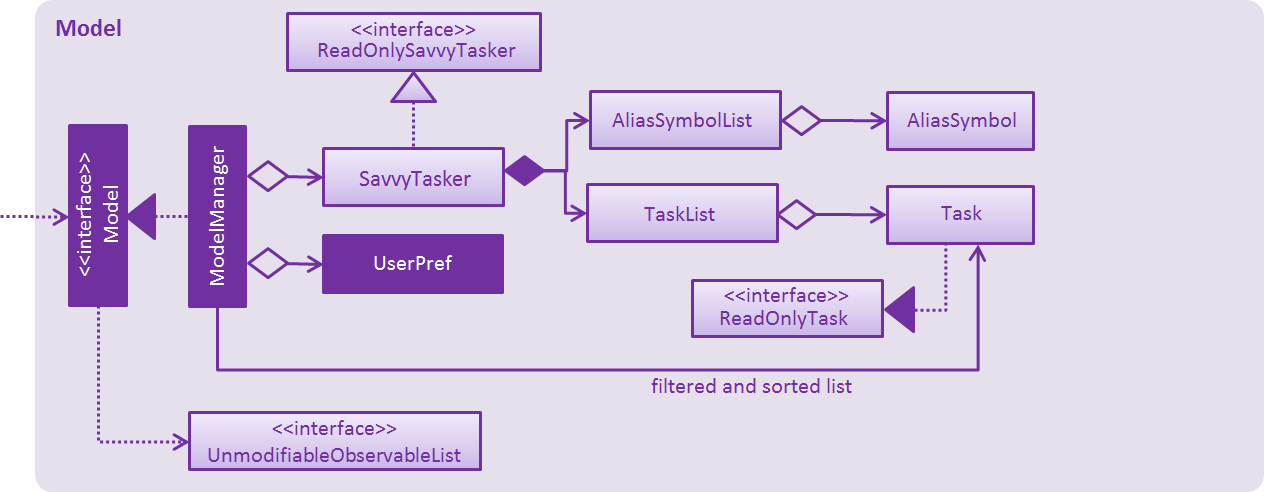 Model
<<interface>>
ReadOnlySavvyTasker
AliasSymbolList
AliasSymbol
<<interface>>
Model
ModelManager
SavvyTasker
TaskList
Task
UserPref
<<interface>>
ReadOnlyTask
filtered and sorted list
<<interface>>
UnmodifiableObservableList